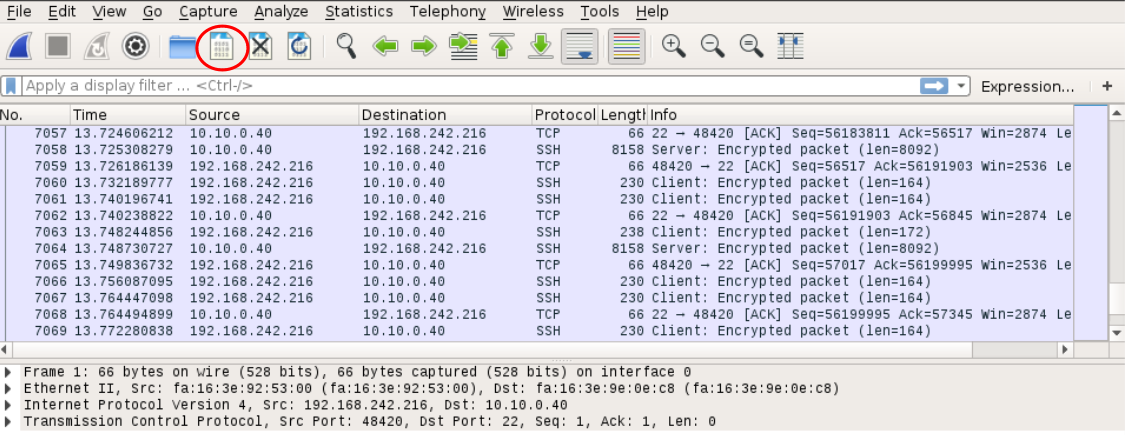 File Edit View Go Capture Analyze Statistics Telephony Wireless Tools Help
Apply a display filter ... <Ctrl-/> Expression... +
No. Time Source Destination Protocol Length Info
7057 13.724606212 10.10.0.40 192.168.242.216 TCP 66 22 → 48420 [ACK] Seq=56183811 Ack=56517 Win=2874 Le
7058 13.725308279 10.10.0.40 192.168.242.216 SSH 8158 Server: Encrypted packet (len=8092)
7059 13.726186139 192.168.242.216 10.10.0.40 TCP 66 48420 → 22 [ACK] Seq=56517 Ack=56191903 Win=2536 Le
7060 13.732189777 192.168.242.216 10.10.0.40 SSH 230 Client: Encrypted packet (len=164)
7061 13.740196741 192.168.242.216 10.10.0.40 SSH 230 Client: Encrypted packet (len=164)
7062 13.740238822 10.10.0.40 192.168.242.216 TCP 66 22 → 48420 [ACK] Seq=56191903 Ack=56845 Win=2874 Le
7063 13.748244856 192.168.242.216 10.10.0.40 SSH 238 Client: Encrypted packet (len=172)
7064 13.748730727 10.10.0.40 192.168.242.216 SSH 8158 Server: Encrypted packet (len=8092)
7065 13.749836732 192.168.242.216 10.10.0.40 TCP 66 48420 → 22 [ACK] Seq=57017 Ack=56199995 Win=2536 Le
7066 13.756087095 192.168.242.216 10.10.0.40 SSH 230 Client: Encrypted packet (len=164)
7067 13.764447098 192.168.242.216 10.10.0.40 SSH 230 Client: Encrypted packet (len=164)
7068 13.764494899 10.10.0.40 192.168.242.216 TCP 66 22 → 48420 [ACK] Seq=56199995 Ack=57345 Win=2874 Le
7069 13.772280838 192.168.242.216 10.10.0.40 SSH 230 Client: Encrypted packet (len=164)
Frame 1: 66 bytes on wire (528 bits), 66 bytes captured (528 bits) on interface 0
Ethernet II, Src: fa:16:3e:92:53:00 (fa:16:3e:92:53:00), Dst: fa:16:3e:9e:0e:c8 (fa:16:3e:9e:0e:c8)
Internet Protocol Version 4, Src: 192.168.242.216, Dst: 10.10.0.40
Transmission Control Protocol, Src Port: 48420, Dst Port: 22, Seq: 1, Ack: 1, Len: 0